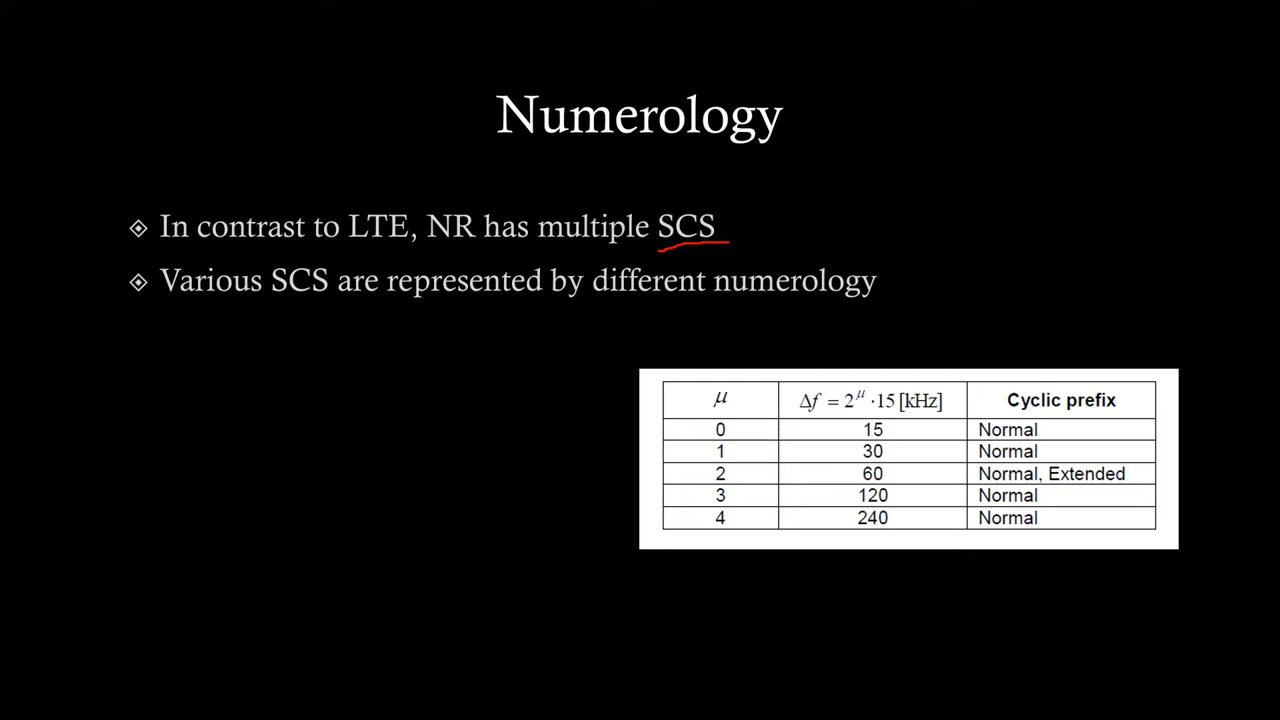 Numerology
In contrast to LTE, NR has multiple SCS
Various SCS are represented by different numerology
μ Δf = 2^μ · 15 [kHz] Cyclic prefix
0 15 Normal
1 30 Normal
2 60 Normal, Extended
3 120 Normal
4 240 Normal